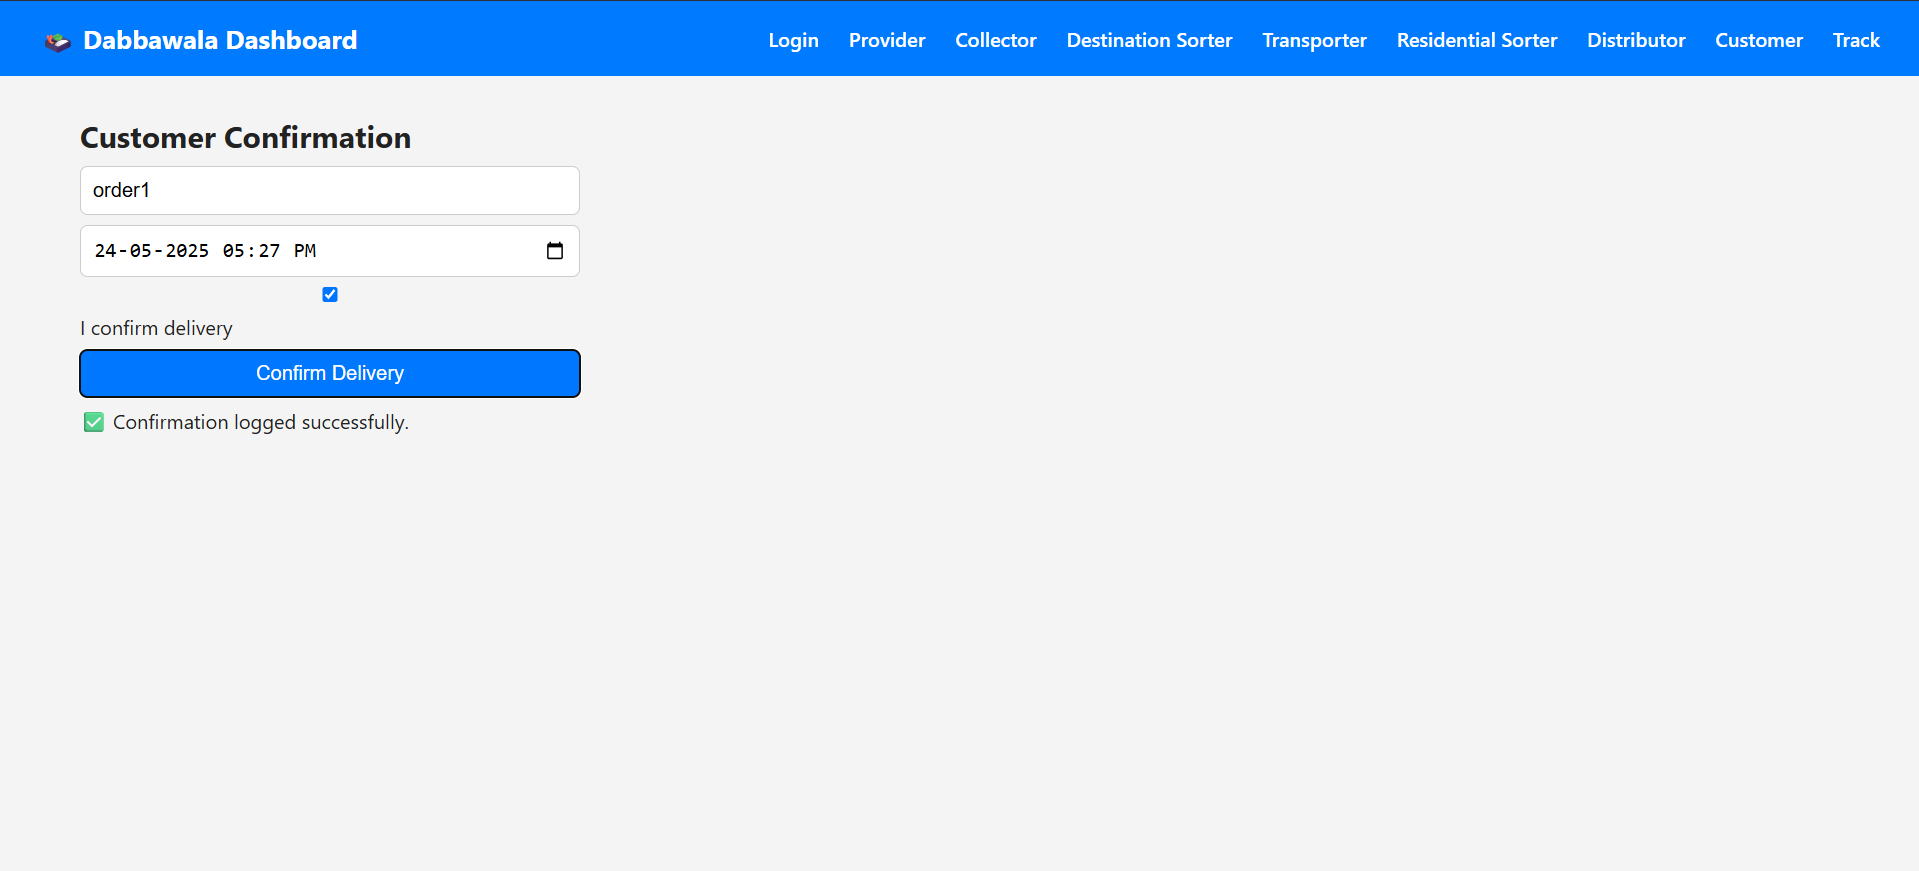 Dabbawala Dashboard Login Provider Collector Destination Sorter Transporter Residential Sorter Distributor Customer Track
Customer Confirmation
order1
24-05-2025 05:27 PM
I confirm delivery
Confirm Delivery
✅ Confirmation logged successfully.